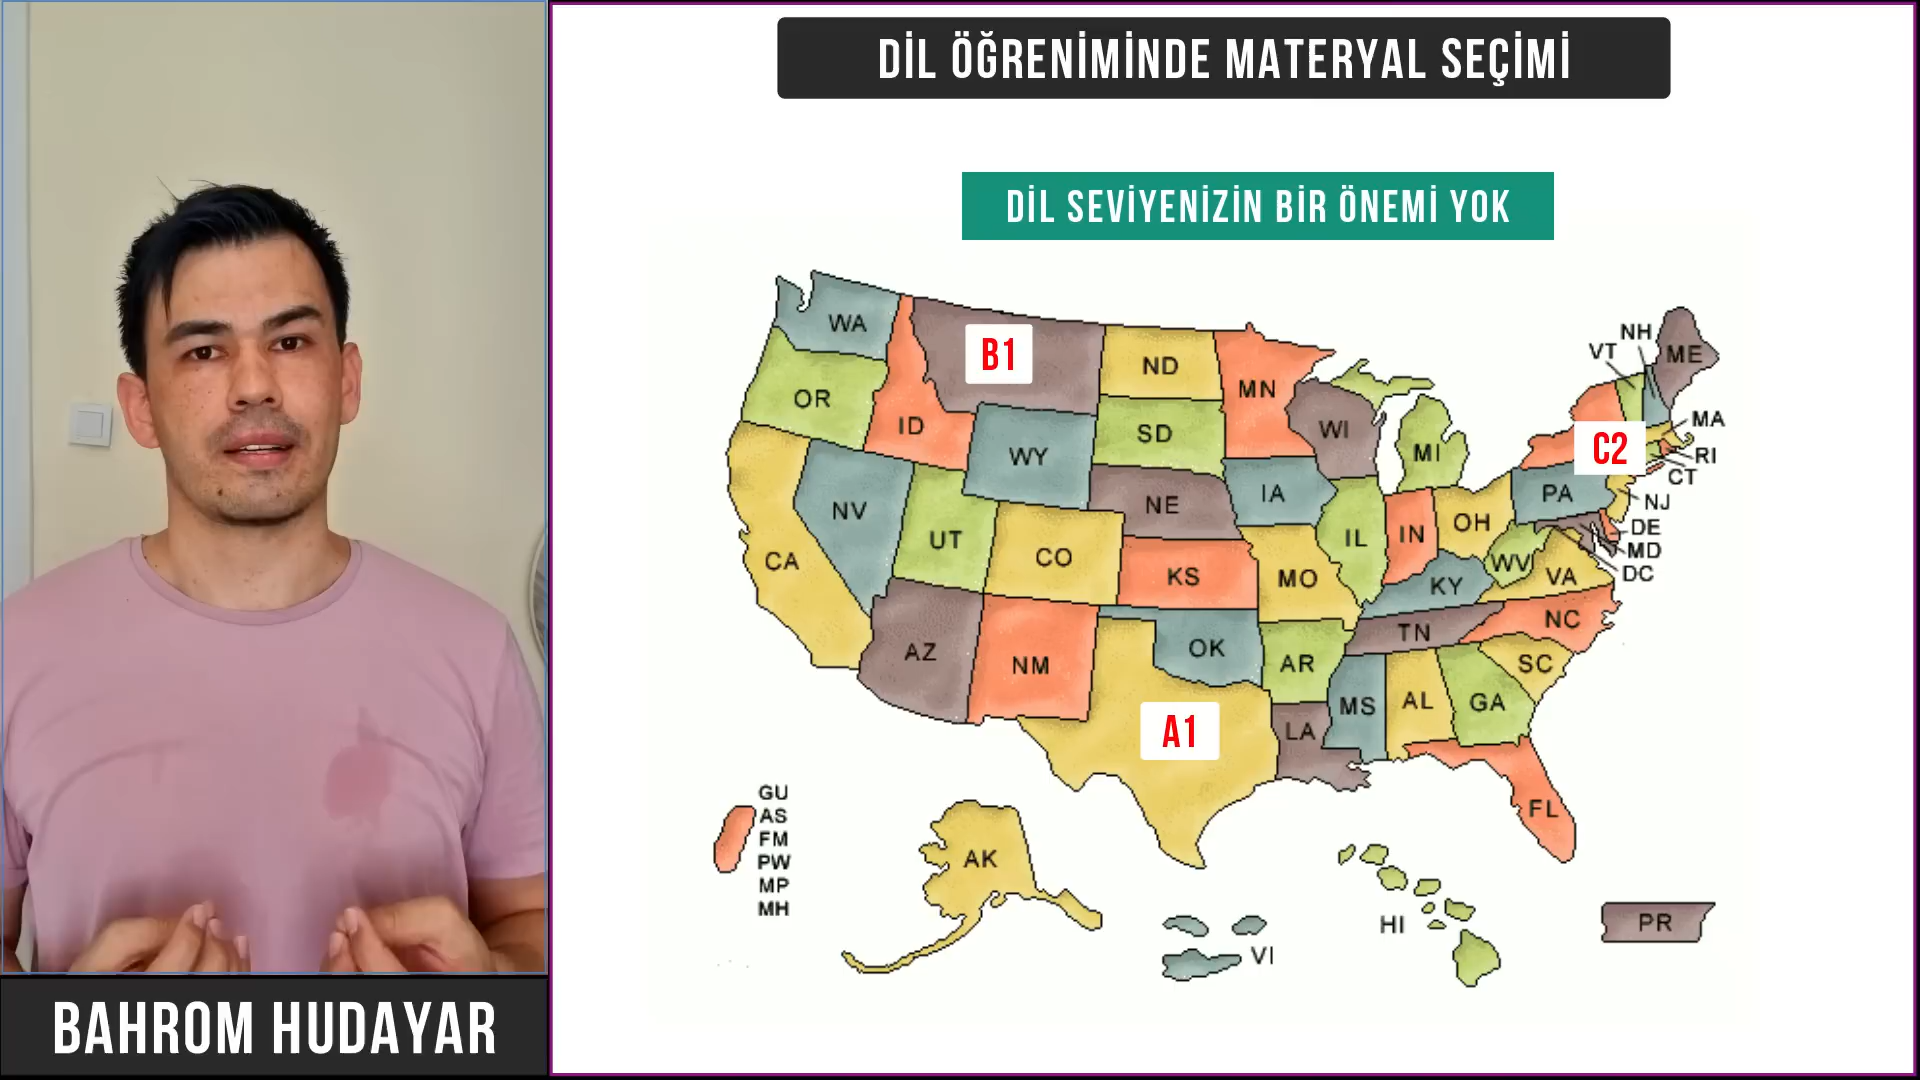 DİL ÖĞRENİMİNDE MATERYAL SEÇİMİ
DİL SEVİYENİZİN BİR ÖNEMİ YOK
WA
B1
ND
MN
NH
VT
ME
OR
ID
WY
SD
WI
MI
C2
MA
RI
CT
NV
NE
IA
PA
NJ
CA
UT
CO
KS
MO
IL
IN
OH
WV
VA
DE
MD
DC
KY
AZ
NM
OK
AR
TN
NC
SC
A1
LA
MS
AL
GA
FL
GU
AS
FM
PW
MP
MH
AK
VI
HI
PR
BAHROM HUDAYAR